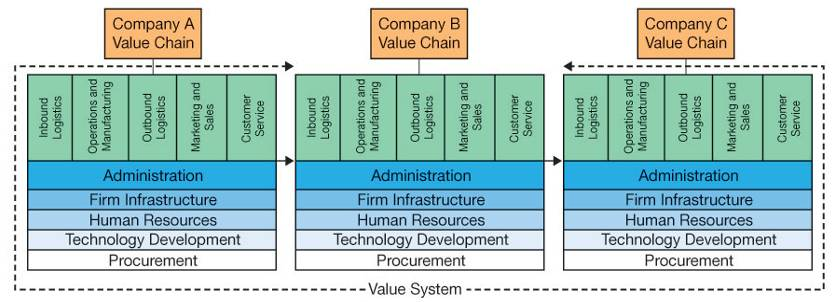 Company A
Value Chain
Company B
Value Chain
Company C
Value Chain
Inbound
Logistics
Operations and
Manufacturing
Outbound
Logistics
Marketing and
Sales
Customer
Service
Administration
Firm Infrastructure
Human Resources
Technology Development
Procurement
Inbound
Logistics
Operations and
Manufacturing
Outbound
Logistics
Marketing and
Sales
Customer
Service
Administration
Firm Infrastructure
Human Resources
Technology Development
Procurement
Inbound
Logistics
Operations and
Manufacturing
Outbound
Logistics
Marketing and
Sales
Customer
Service
Administration
Firm Infrastructure
Human Resources
Technology Development
Procurement
Value System